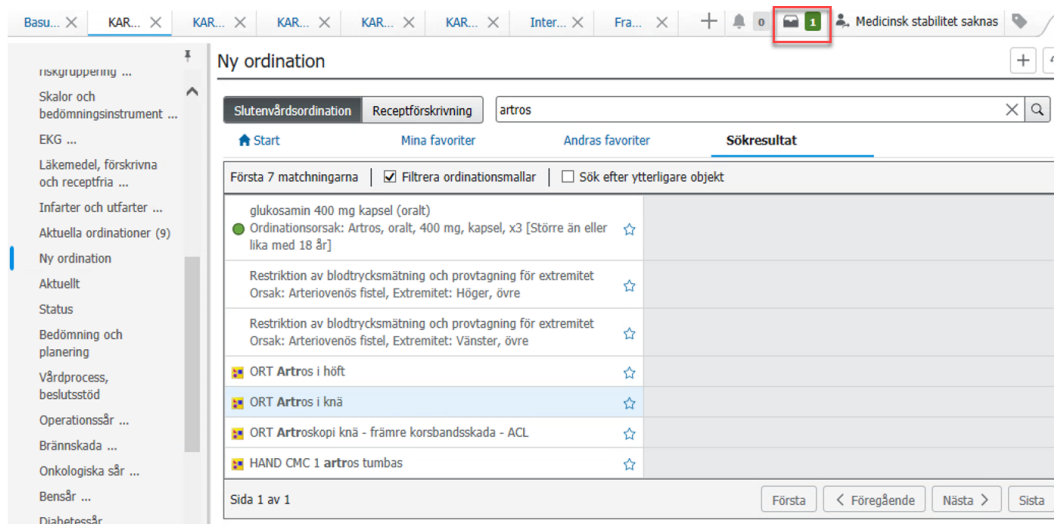 Basu...
KAR...
KAR...
KAR...
KAR...
KAR...
Inter...
Fra...
0
1
Medicinsk stabilitet saknas
riskgruppering ...
Skalor och
bedömningsinstrument ...
EKG ...
Läkemedel, förskrivna
och receptfria ...
Infarter och utfarter ...
Aktuella ordinationer (9)
Ny ordination
Aktuellt
Status
Bedömning och
planering
Vårdprocess,
beslutsstöd
Operationssår ...
Brännskada ...
Onkologiska sår ...
Bensår ...
Diabetessår
Ny ordination
Slutenvårdsordination
Receptförskrivning
artros
Start
Mina favoriter
Andras favoriter
Sökresultat
Första 7 matchningarna
Filtrera ordinationsmallar
Sök efter ytterligare objekt
glukosamin 400 mg kapsel (oralt)
Ordinationsorsak: Artros, oralt, 400 mg, kapsel, x3 [Större än eller
lika med 18 år]
Restriktion av blodtrycksmätning och provtagning för extremitet
Orsak: Arteriovenös fistel, Extremitet: Höger, övre
Restriktion av blodtrycksmätning och provtagning för extremitet
Orsak: Arteriovenös fistel, Extremitet: Vänster, övre
ORT Artros i höft
ORT Artros i knä
ORT Artroskopi knä - främre korsbandsskada - ACL
HAND CMC 1 artros tumbas
Sida 1 av 1
Första
Föregående
Nästa
Sista